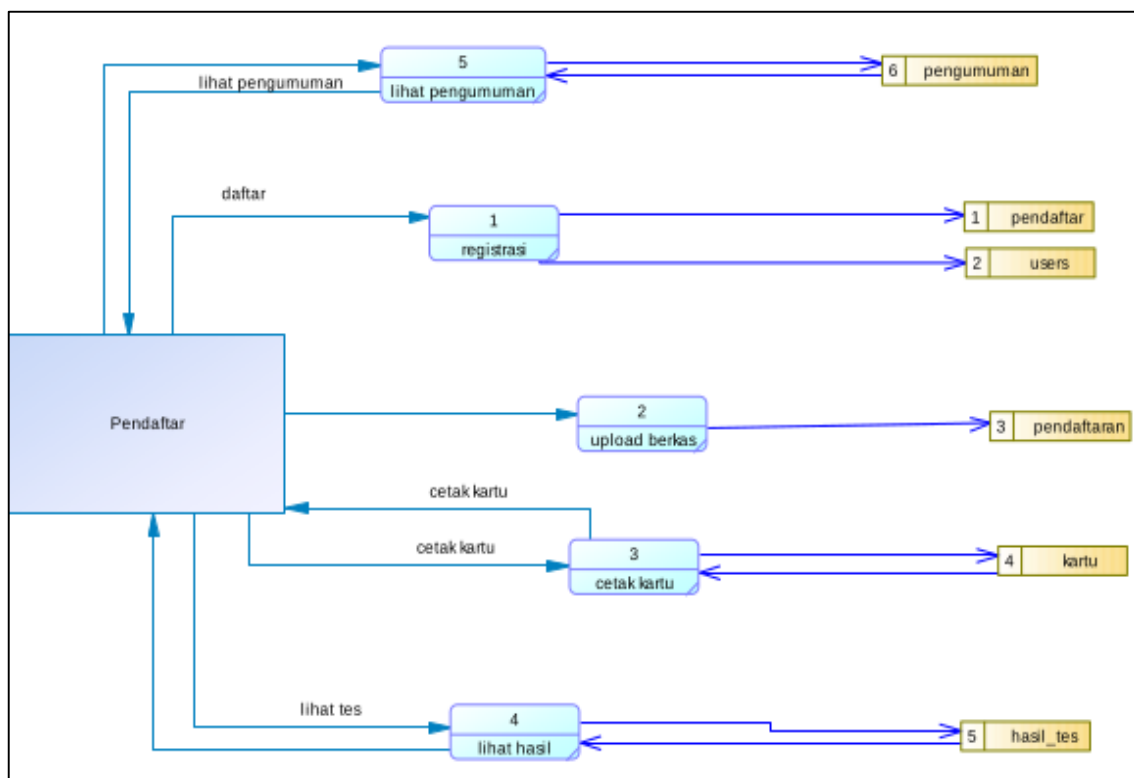 5
lihat pengumuman
lihat pengumuman
6 pengumuman
daftar
1
registrasi
1 pendaftar
2 users
Pendaftar
2
upload berkas
3 pendaftaran
cetak kartu
cetak kartu
3
cetak kartu
4 kartu
lihat tes
4
lihat hasil
5 hasil_tes